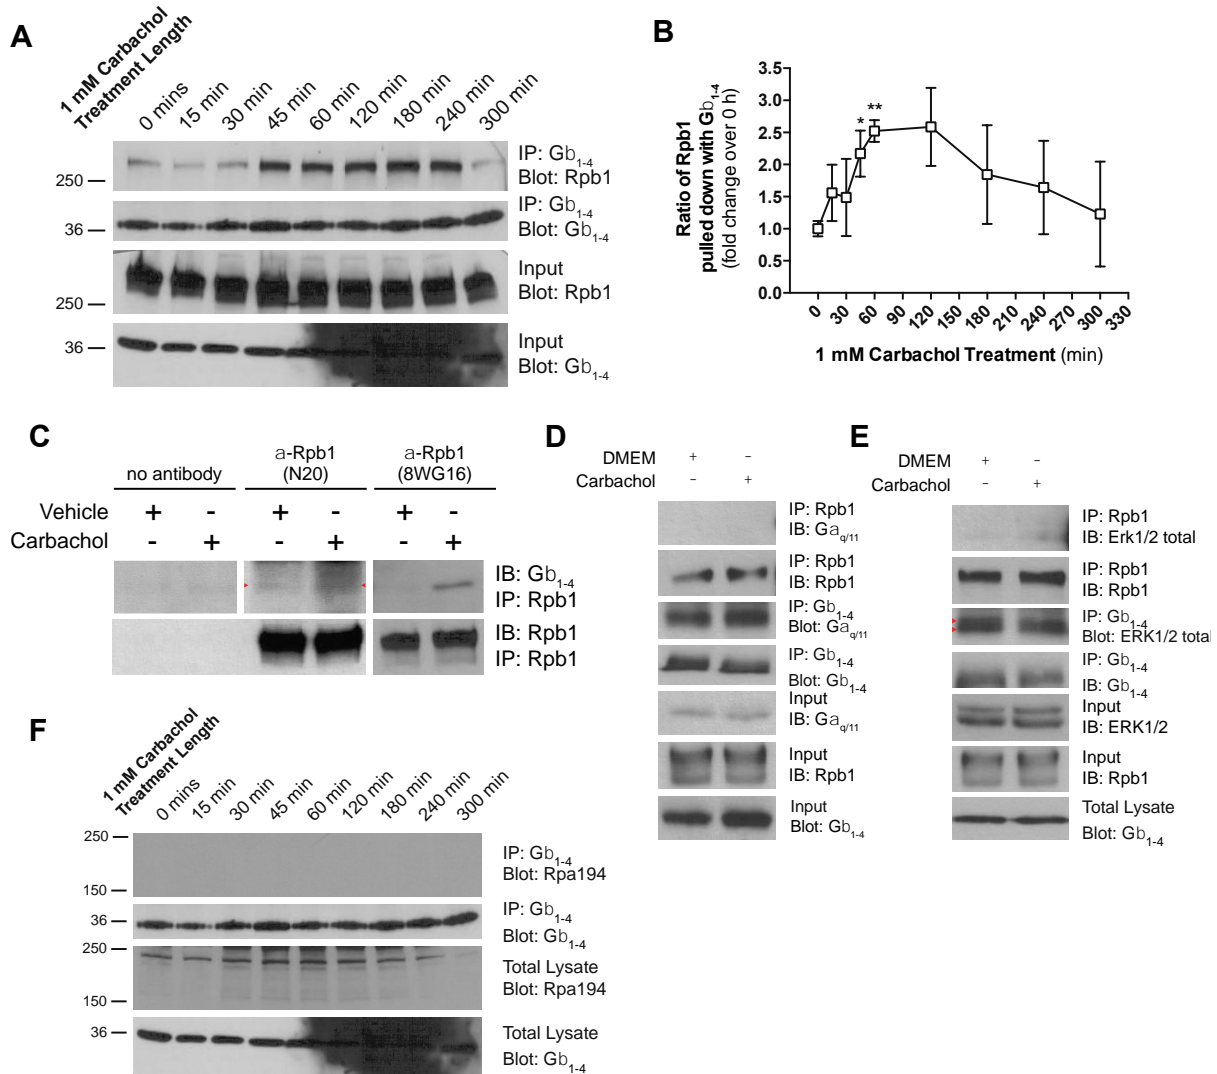 A
1 mM Carbachol
Treatment Length
0 mins
15 min
30 min
45 min
60 min
120 min
180 min
240 min
300 min
IP: Gb1-4
Blot: Rpb1
250
IP: Gb1-4
Blot: Gb1-4
36
Input
Blot: Rpb1
250
Input
Blot: Gb1-4
36
B
Ratio of Rpb1
pulled down with Gb1-4
(fold change over 0 h)
3.5
3.0
2.5
2.0
1.5
1.0
0.5
0.0
*
**
0
30
60
90
120
150
180
210
240
270
300
330
1 mM Carbachol Treatment (min)
C
no antibody
a-Rpb1
(N20)
a-Rpb1
(8WG16)
Vehicle + - + - + -
Carbachol - + - + - +
IB: Gb1-4
IP: Rpb1
IB: Rpb1
IP: Rpb1
D
DMEM + -
Carbachol - +
IP: Rpb1
IB: Gaq/11
IP: Rpb1
IB: Rpb1
IP: Gb1-4
Blot: Gaq/11
IP: Gb1-4
Blot: Gb1-4
Input
IB: Gaq/11
Input
IB: Rpb1
Input
Blot: Gb1-4
E
DMEM + -
Carbachol - +
IP: Rpb1
IB: Erk1/2 total
IP: Rpb1
IB: Rpb1
IP: Gb1-4
Blot: ERK1/2 total
IP: Gb1-4
IB: Gb1-4
Input
IB: ERK1/2
Input
IB: Rpb1
Total Lysate
Blot: Gb1-4
F
1 mM Carbachol
Treatment Length
0 mins
15 min
30 min
45 min
60 min
120 min
180 min
240 min
300 min
250
IP: Gb1-4
Blot: Rpa194
150
36
IP: Gb1-4
Blot: Gb1-4
250
Total Lysate
Blot: Rpa194
150
36
Total Lysate
Blot: Gb1-4